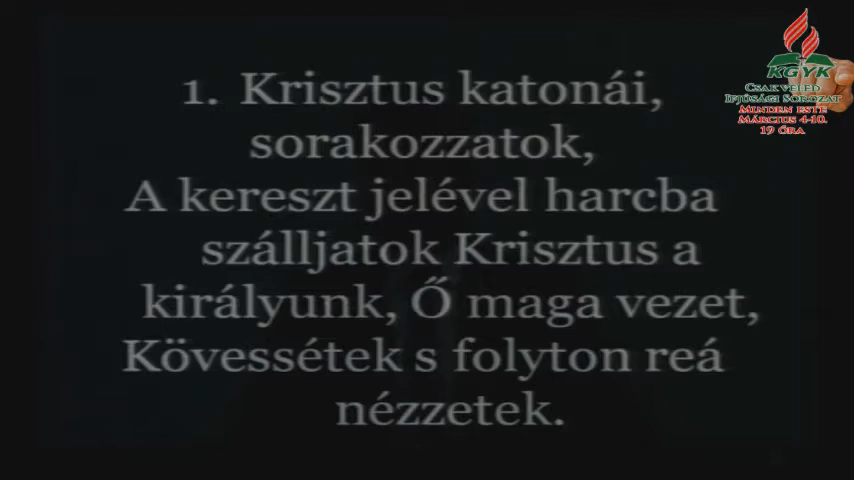 1. Krisztus katonái,
sorakozzatok,
A kereszt jelével harcba
szálljatok Krisztus a
királyunk, Ő maga vezet,
Kövessétek s folyton reá
nézzetek.
KGYK
Csak veled
Ifjúsági Sorozat
Minden este
Március 4-10.
19 óra